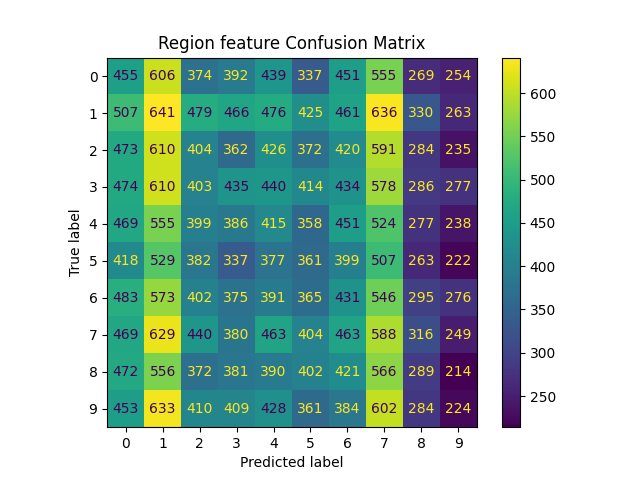 Region feature Confusion Matrix
0 455 606 374 392 439 337 451 555 269 254
1 507 641 479 466 476 425 461 636 330 263
2 473 610 404 362 426 372 420 591 284 235
3 474 610 403 435 440 414 434 578 286 277
4 469 555 399 386 415 358 451 524 277 238
5 418 529 382 337 377 361 399 507 263 222
6 483 573 402 375 391 365 431 546 295 276
7 469 629 440 380 463 404 463 588 316 249
8 472 556 372 381 390 402 421 566 289 214
9 453 633 410 409 428 361 384 602 284 224
0 1 2 3 4 5 6 7 8 9
Predicted label
True label
600
550
500
450
400
350
300
250